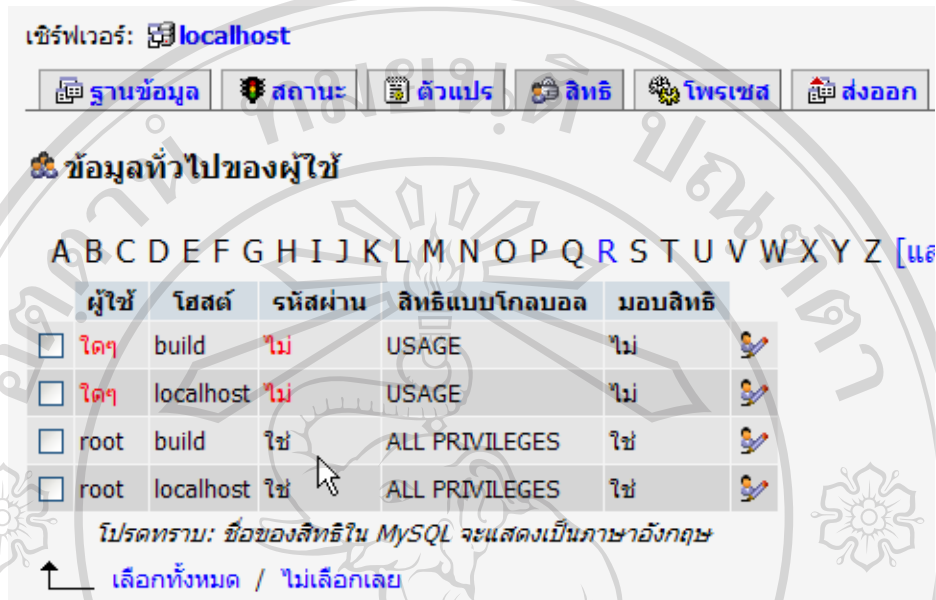 เซิร์ฟเวอร์: localhost
ฐานข้อมูล สถานะ ตัวแปร สิทธิ โพรเซส ส่งออก
ข้อมูลทั่วไปของผู้ใช้
A B C D E F G H I J K L M N O P Q R S T U V W X Y Z [แส
ผู้ใช้ โฮสต์ รหัสผ่าน สิทธิแบบโกลบอล มอบสิทธิ
ใดๆ build ไม่ USAGE ไม่
ใดๆ localhost ไม่ USAGE ไม่
root build ใช่ ALL PRIVILEGES ใช่
root localhost ใช่ ALL PRIVILEGES ใช่
โปรดทราบ: ชื่อของสิทธิใน MySQL จะแสดงเป็นภาษาอังกฤษ
เลือกทั้งหมด / ไม่เลือกเลย